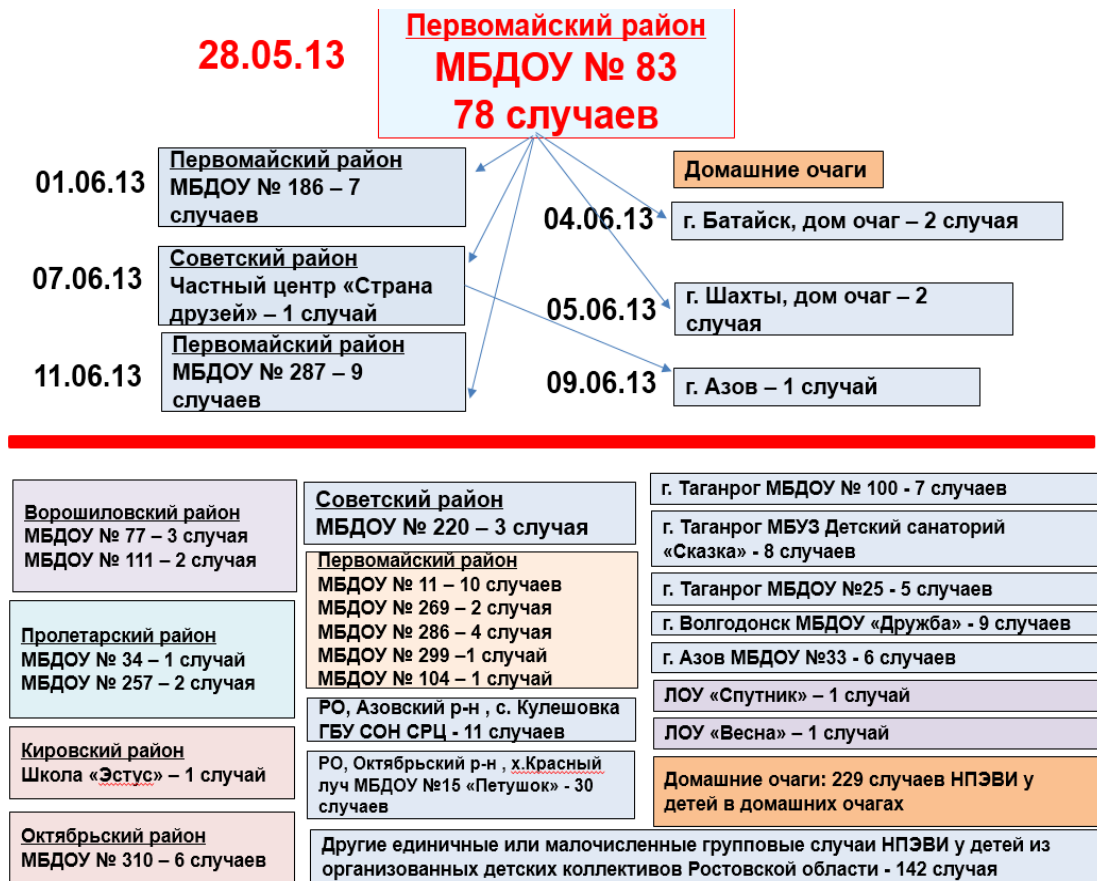 28.05.13
Первомайский район
МБДОУ № 83
78 случаев
01.06.13
Первомайский район
МБДОУ № 186 – 7
случаев
07.06.13
Советский район
Частный центр «Страна
друзей» – 1 случай
11.06.13
Первомайский район
МБДОУ № 287 – 9
случаев
Домашние очаги
04.06.13
г. Батайск, дом очаг – 2 случая
05.06.13
г. Шахты, дом очаг – 2
случая
09.06.13
г. Азов – 1 случай
Ворошиловский район
МБДОУ № 77 – 3 случая
МБДОУ № 111 – 2 случая
Пролетарский район
МБДОУ № 34 – 1 случай
МБДОУ № 257 – 2 случая
Кировский район
Школа «Эстус» – 1 случай
Октябрьский район
МБДОУ № 310 – 6 случаев
Советский район
МБДОУ № 220 – 3 случая
Первомайский район
МБДОУ № 11 – 10 случаев
МБДОУ № 269 – 2 случая
МБДОУ № 286 – 4 случая
МБДОУ № 299 –1 случай
МБДОУ № 104 – 1 случай
РО, Азовский р-н , с. Кулешовка
ГБУ СОН СРЦ - 11 случаев
РО, Октябрьский р-н , х.Красный
луч МБДОУ №15 «Петушок» - 30
случаев
г. Таганрог МБДОУ № 100 - 7 случаев
г. Таганрог МБУЗ Детский санаторий
«Сказка» - 8 случаев
г. Таганрог МБДОУ №25 - 5 случаев
г. Волгодонск МБДОУ «Дружба» - 9 случаев
г. Азов МБДОУ №33 - 6 случаев
ЛОУ «Спутник» – 1 случай
ЛОУ «Весна» – 1 случай
Домашние очаги: 229 случаев НПЭВИ у
детей в домашних очагах
Другие единичные или малочисленные групповые случаи НПЭВИ у детей из
организованных детских коллективов Ростовской области - 142 случая